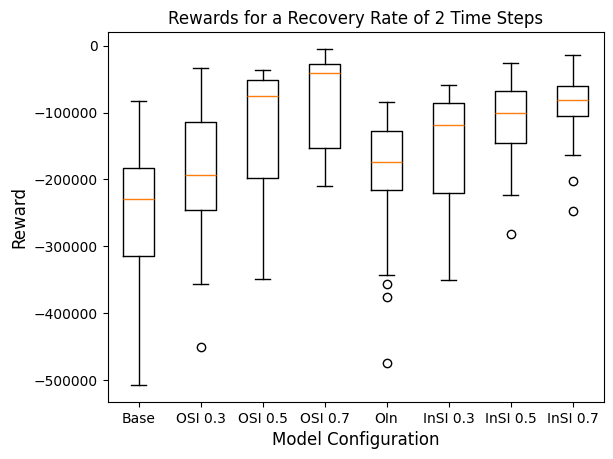 Rewards for a Recovery Rate of 2 Time Steps
0
−100000
−200000
−300000
−400000
−500000
Reward
Base OSI 0.3 OSI 0.5 OSI 0.7 OIn InSI 0.3 InSI 0.5 InSI 0.7
Model Configuration